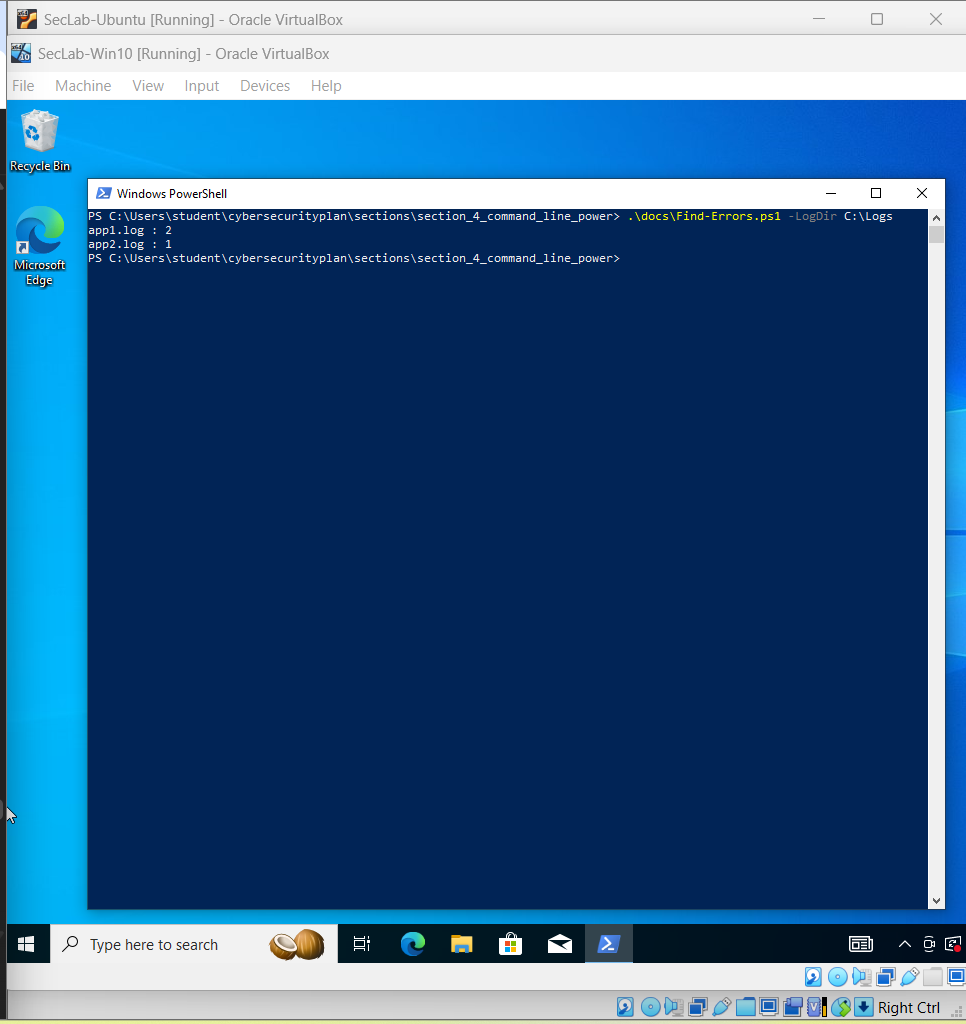 SecLab-Ubuntu [Running] - Oracle VirtualBox
SecLab-Win10 [Running] - Oracle VirtualBox
File Machine View Input Devices Help
Recycle Bin
Windows PowerShell
PS C:\Users\student\cybersecurityplan\sections\section_4_command_line_power> .\docs\Find-Errors.ps1 -LogDir C:\Logs
app1.log : 2
app2.log : 1
PS C:\Users\student\cybersecurityplan\sections\section_4_command_line_power>
Microsoft
Edge
Type here to search
Right Ctrl